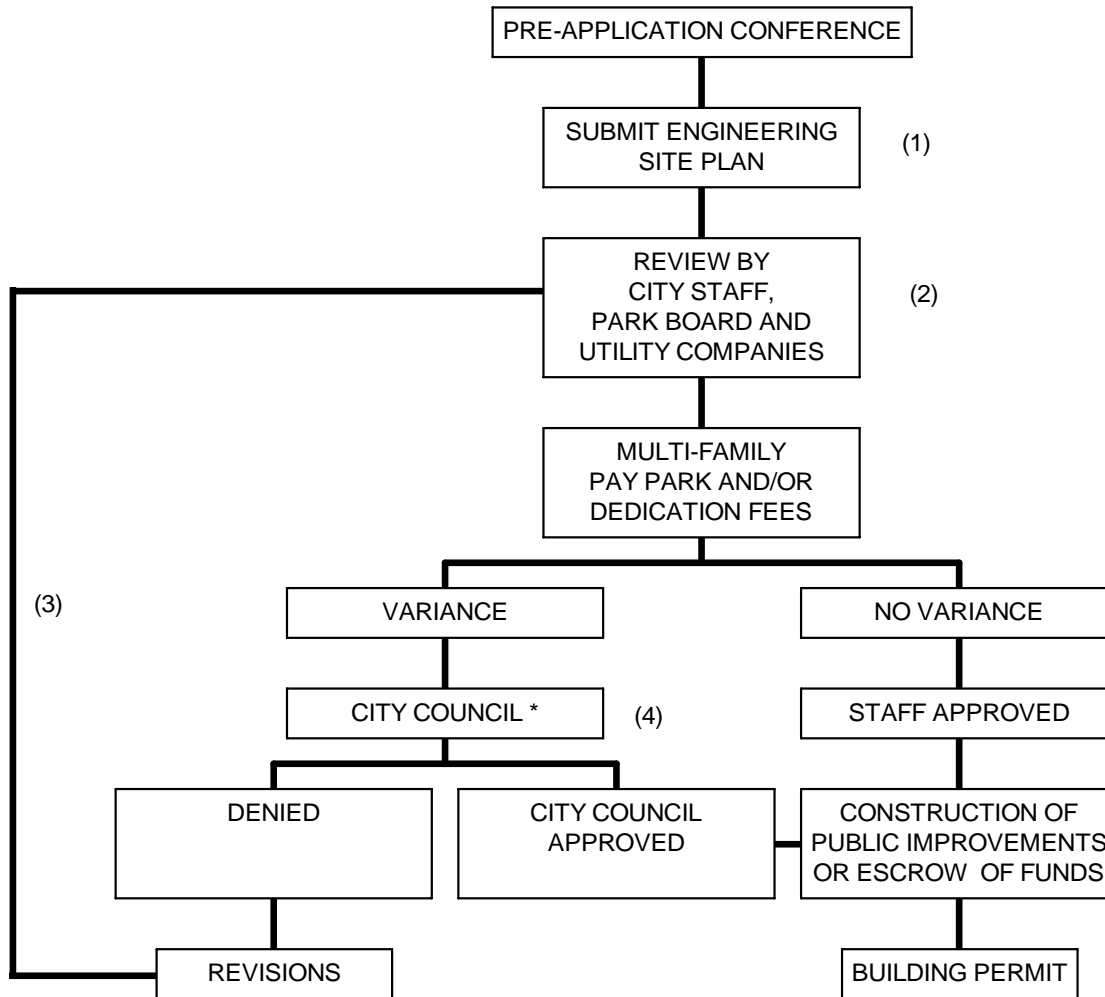 PRE-APPLICATION CONFERENCE
SUBMIT ENGINEERING
SITE PLAN
(1)
REVIEW BY
CITY STAFF,
PARK BOARD AND
UTILITY COMPANIES
(2)
MULTI-FAMILY
PAY PARK AND/OR
DEDICATION FEES
(3)
VARIANCE
NO VARIANCE
CITY COUNCIL *
(4)
STAFF APPROVED
DENIED
CITY COUNCIL
APPROVED
CONSTRUCTION OF
PUBLIC IMPROVEMENTS
OR ESCROW OF FUNDS
REVISIONS
BUILDING PERMIT